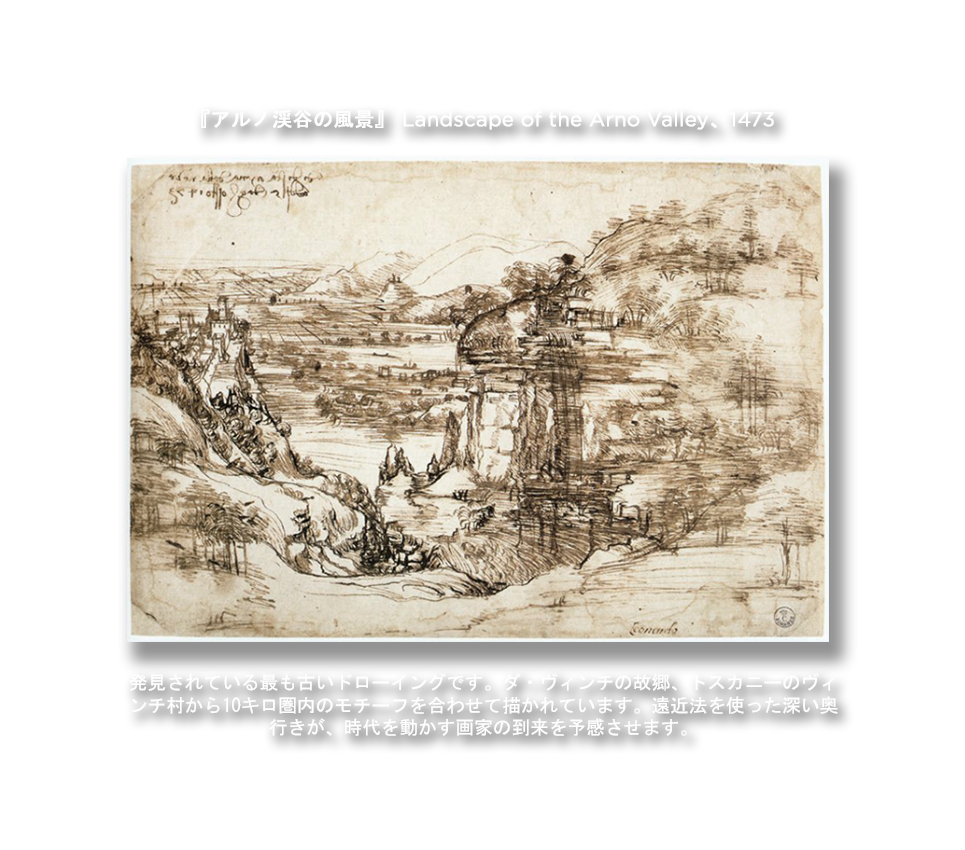 『アルノ渓谷の風景』 Landscape of the Arno Valley、1473
発見されている最も古いドローイングです。ダ・ヴィンチの故郷、トスカニーのヴィ
ンチ村から10キロ圏内のモチーフを合わせて描かれています。遠近法を使った深い奥
行きが、時代を動かす画家の到来を予感させます。